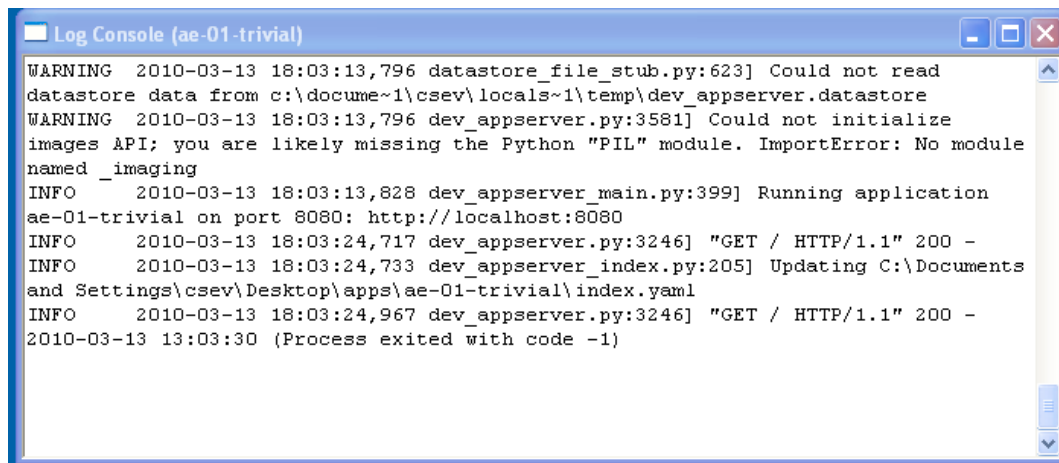 Log Console (ae-01-trivial)
WARNING  2010-03-13 18:03:13,796 datastore_file_stub.py:623] Could not read
datastore data from c:\docume~1\csev\locals~1\temp\dev_appserver.datastore
WARNING  2010-03-13 18:03:13,796 dev_appserver.py:3581] Could not initialize
images API; you are likely missing the Python "PIL" module. ImportError: No module
named _imaging
INFO     2010-03-13 18:03:13,828 dev_appserver_main.py:399] Running application
ae-01-trivial on port 8080: http://localhost:8080
INFO     2010-03-13 18:03:24,717 dev_appserver.py:3246] "GET / HTTP/1.1" 200 -
INFO     2010-03-13 18:03:24,733 dev_appserver_index.py:205] Updating C:\Documents
and Settings\csev\Desktop\apps\ae-01-trivial\index.yaml
INFO     2010-03-13 18:03:24,967 dev_appserver.py:3246] "GET / HTTP/1.1" 200 -
2010-03-13 13:03:30 (Process exited with code -1)